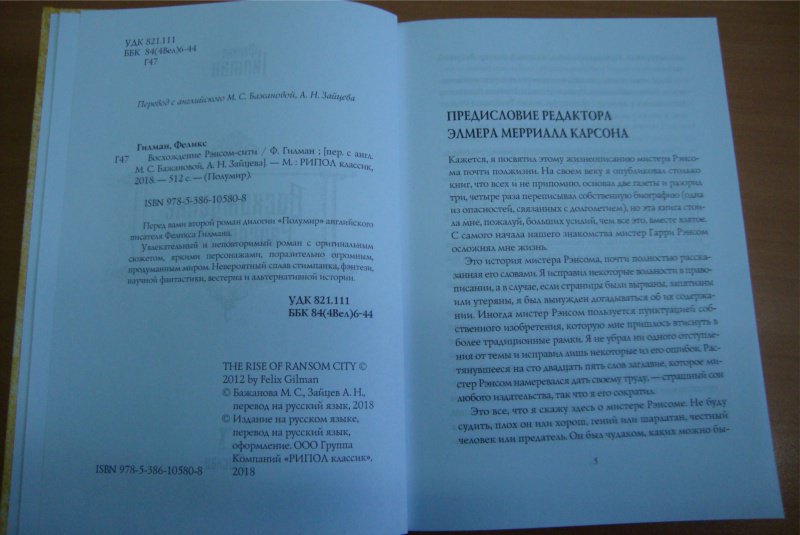 УДК 821.111
ББК 84(4Вел)6-44
Г47
Перевод с английского М. С. Бажановой, А. Н. Зайцева
Гилман, Феликс
Г47 Восхождение Рэнсом-сити / Ф. Гилман ; [пер. с англ.
М. С. Бажановой, А. Н. Зайцева]. — М. : РИПОЛ классик,
2018. — 512 с. — (Полумир).
ISBN 978-5-386-10580-8
Перед вами второй роман дилогии «Полумир» английского
писателя Феликса Гилмана.
Увлекательный и неповторимый роман с оригинальным
сюжетом, яркими персонажами, поразительно огромным,
продуманным миром. Невероятный сплав стимпанка, фэнтези,
научной фантастики, вестерна и альтернативной истории.
УДК 821.111
ББК 84(4Вел)6-44
THE RISE OF RANSOM CITY ©
2012 by Felix Gilman
© Бажанова М. С., Зайцев А. Н.,
перевод на русский язык, 2018
© Издание на русском языке,
перевод на русский язык,
оформление. ООО Группа
Компаний «РИПОЛ классик»,
2018
ISBN 978-5-386-10580-8
ПРЕДИСЛОВИЕ РЕДАКТОРА
ЭЛМЕРА МЕРРИАЛА КАРСОНА
Кажется, я посвятил этому жизнеописанию мистера Рэнсо-
ма почти полжизни. На своем веку я опубликовал столько
книг, что всех и не припомню, основал две газеты и разорил
три, четыре раза переписывал собственную биографию (одна
из опасностей, связанных с долголетием), но эта книга стои-
ла мне, пожалуй, больших усилий, чем все это, вместе взятое.
С самого начала нашего знакомства мистер Гарри Рэнсом
осложнял мне жизнь.
Это история мистера Рэнсома, почти полностью расска-
занная его словами. Я исправил некоторые вольности в право-
писании, а в случае, если страницы были вырваны, запятнаны
или утеряны, я был вынужден догадываться об их содержа-
нии. Иногда мистер Рэнсом пользуется пунктуацией соб-
ственного изобретения, которую мне пришлось втиснуть в
более традиционные рамки. Я не убрал ни одного отступле-
ния от темы и исправил лишь некоторые из его ошибок. Рас-
тянувшееся на сто двадцать пять слов заглавие, которое ми-
стер Рэнсом намеревался дать своему труду, — страшный сон
любого издательства, так что я его сократил.
Это все, что я скажу здесь о мистере Рэнсоме. Не буду
судить, плох он или хорош, гений или шарлатан, честный
человек или предатель. Он был чудаком, каких можно бы-
5